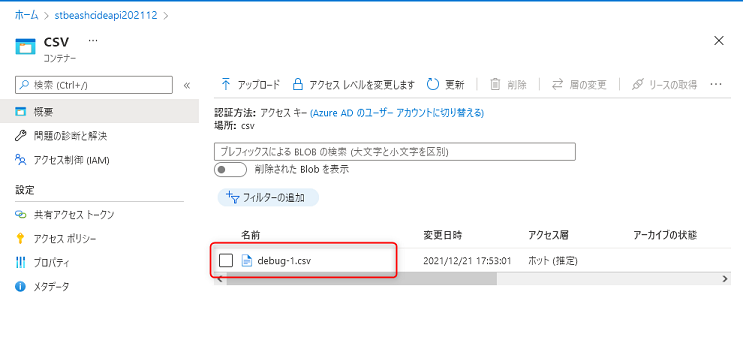 ホーム > stbeashcideapi202112 >
CSV ...
コンテナー
検索 (Ctrl+/) «
概要
問題の診断と解決
アクセス制御 (IAM)
設定
共有アクセス トークン
アクセス ポリシー
プロパティ
メタデータ
アップロード アクセス レベルを変更します 更新 削除 層の変更 リースの取得 ...
認証方法: アクセス キー (Azure AD のユーザー アカウントに切り替える)
場所: csv
プレフィックスによる BLOB の検索 (大文字と小文字を区別)
削除された Blob を表示
フィルターの追加
名前 変更日時 アクセス層 アーカイブの状態
debug-1.csv 2021/12/21 17:53:01 ホット (推定)